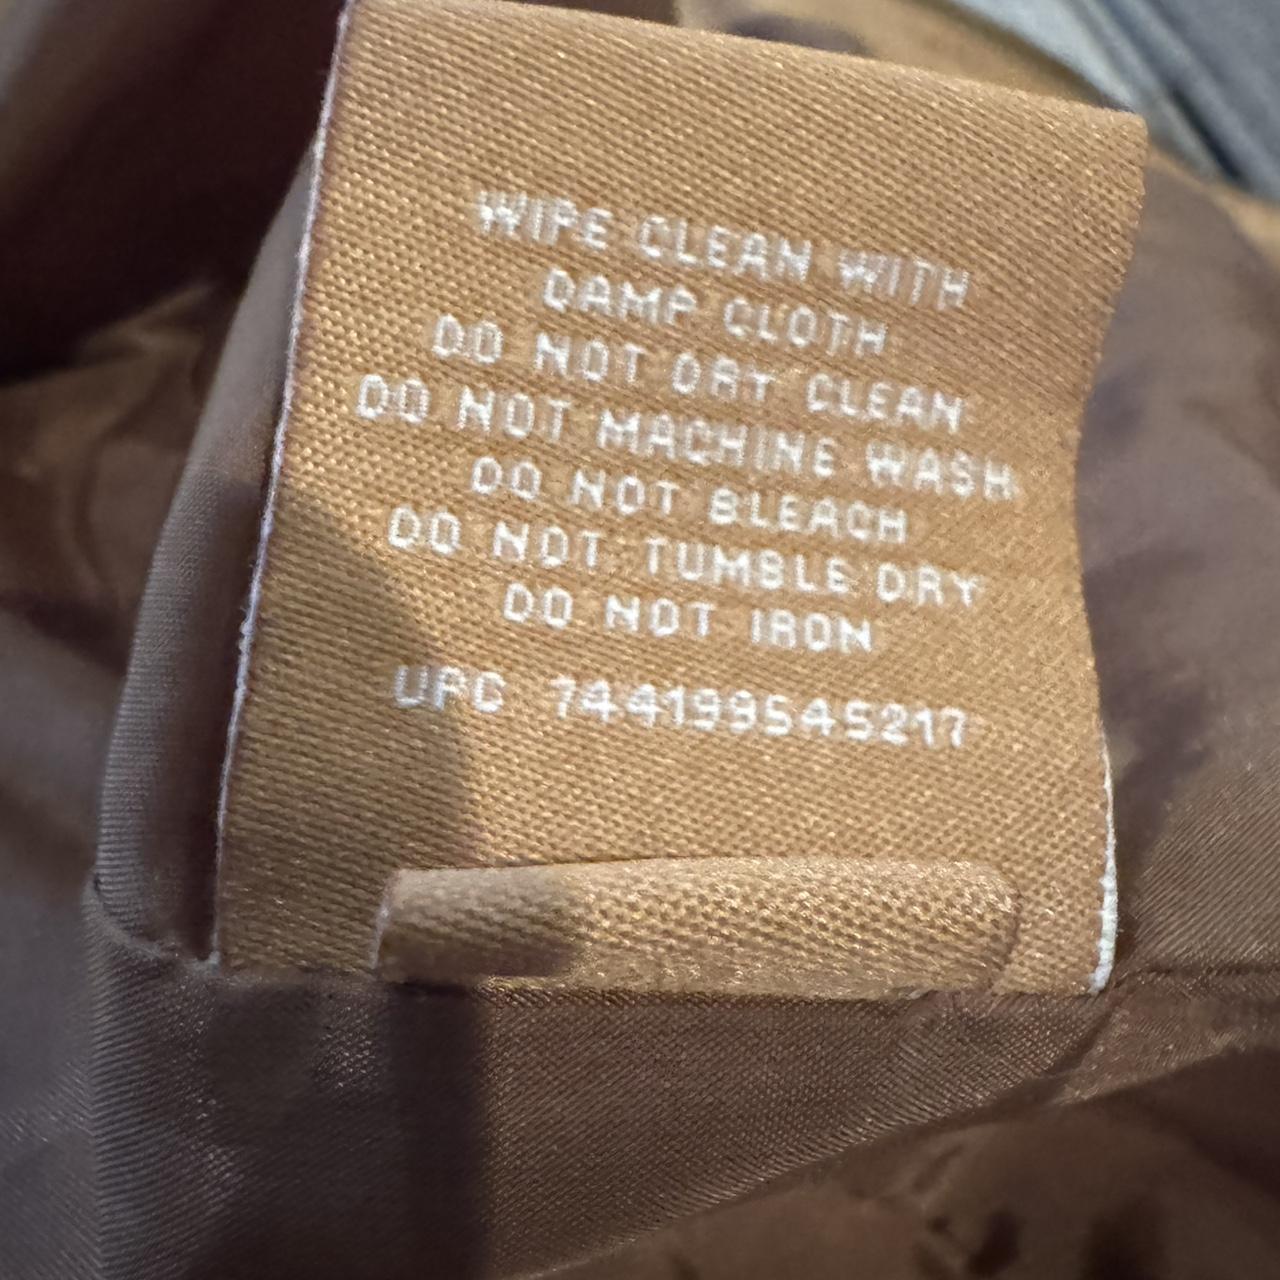 WIPE CLEAN WITH
DAMP CLOTH
DO NOT DRY CLEAN
DO NOT MACHINE WASH
DO NOT BLEACH
DO NOT TUMBLE DRY
DO NOT IRON
UPC 744199545217